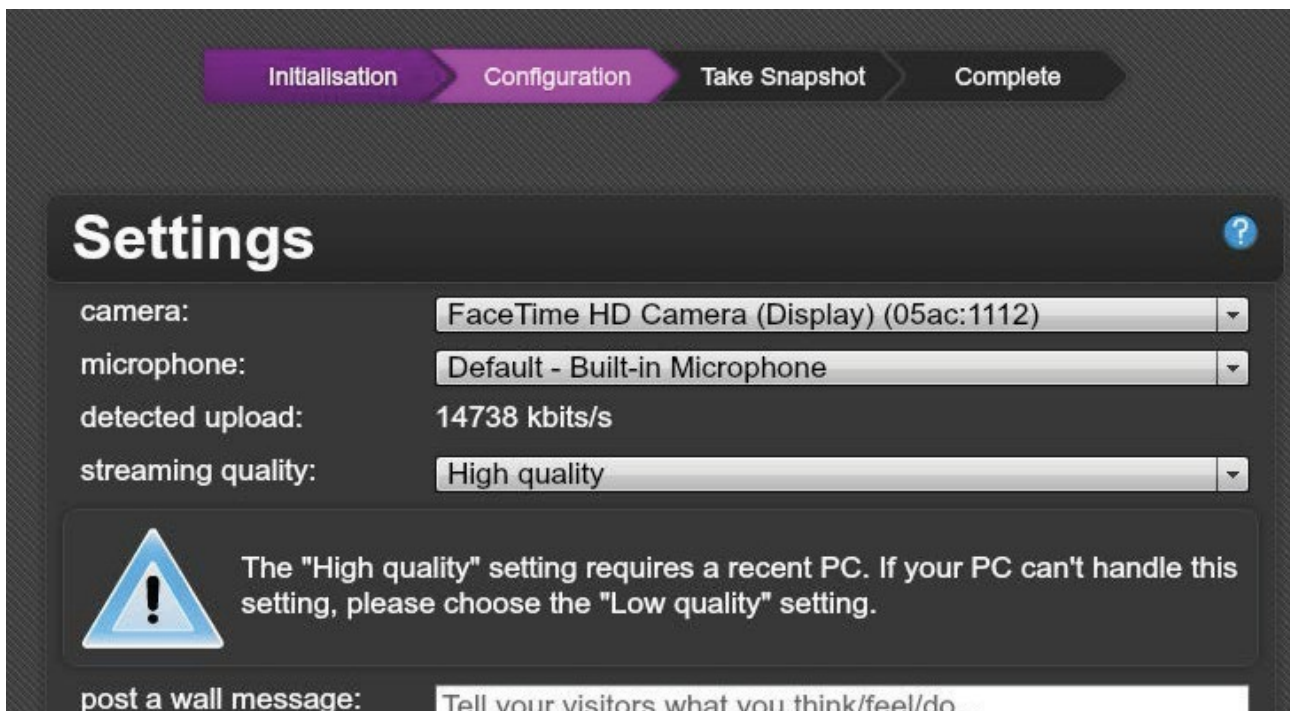 Initialisation Configuration Take Snapshot Complete
Settings
?
camera: FaceTime HD Camera (Display) (05ac:1112)
microphone: Default - Built-in Microphone
detected upload: 14738 kbits/s
streaming quality: High quality
The "High quality" setting requires a recent PC. If your PC can't handle this
setting, please choose the "Low quality" setting.
post a wall message: Tell your visitors what you think/feel/do...